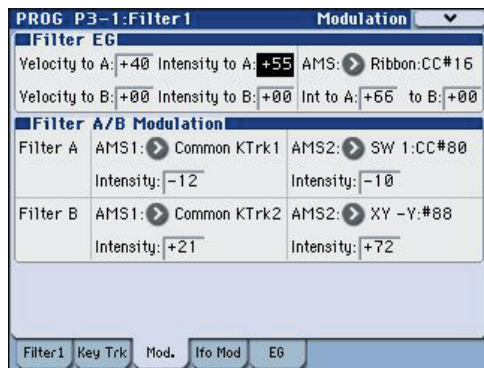 PROG P3-1:Filter1 Modulation
Filter EG
Velocity to A: +40 Intensity to A: +55 AMS: Ribbon:CC#16
Velocity to B: +00 Intensity to B: +00 Int to A: +66 to B: +00
Filter A/B Modulation
Filter A AMS1: Common KTrk1 AMS2: SW 1:CC#80
Intensity: -12 Intensity: -10
Filter B AMS1: Common KTrk2 AMS2: XY -Y:#88
Intensity: +21 Intensity: +72
Filter1 Key Trk Mod. lfo Mod EG